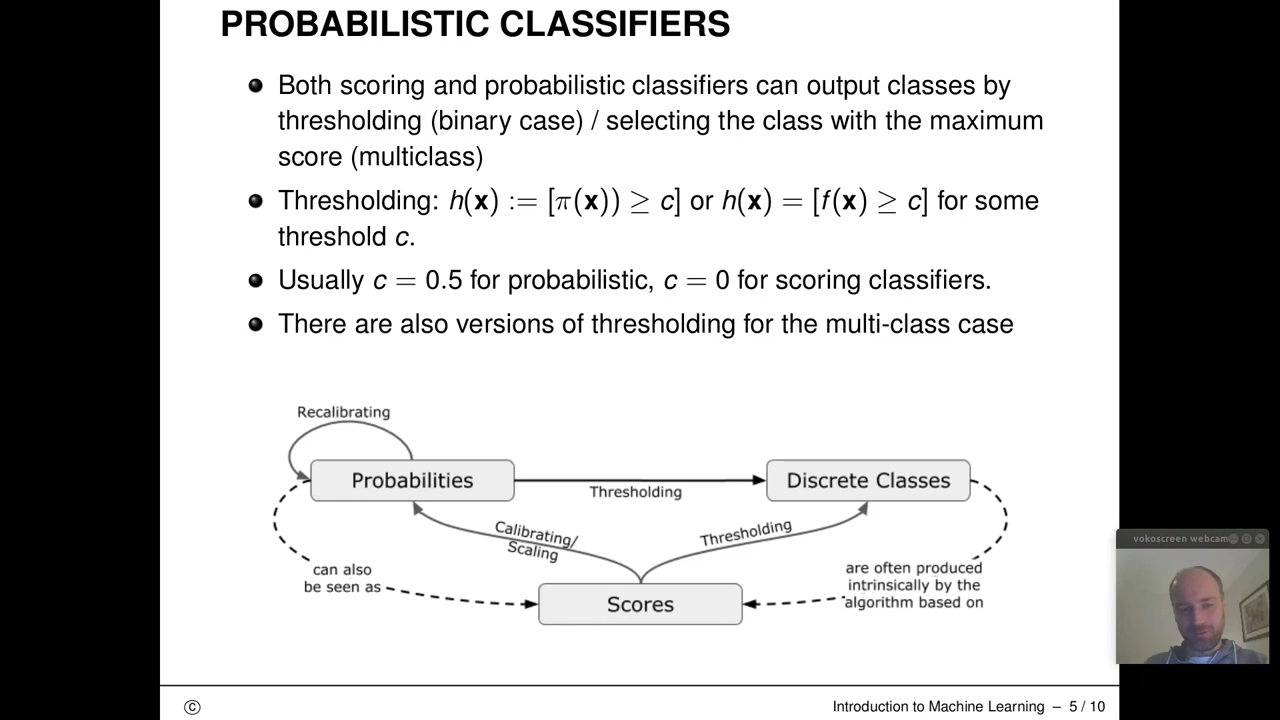 PROBABILISTIC CLASSIFIERS
Both scoring and probabilistic classifiers can output classes by
thresholding (binary case) / selecting the class with the maximum
score (multiclass)
Thresholding: h(x) := [π(x)) ≥ c] or h(x) = [f(x) ≥ c] for some
threshold c.
Usually c = 0.5 for probabilistic, c = 0 for scoring classifiers.
There are also versions of thresholding for the multi-class case
Recalibrating
Probabilities
Thresholding
Discrete Classes
Calibrating/
Scaling
Thresholding
can also
be seen as
Scores
are often produced
intrinsically by the
algorithm based on
vokoscreen webcam
©
Introduction to Machine Learning – 5 / 10